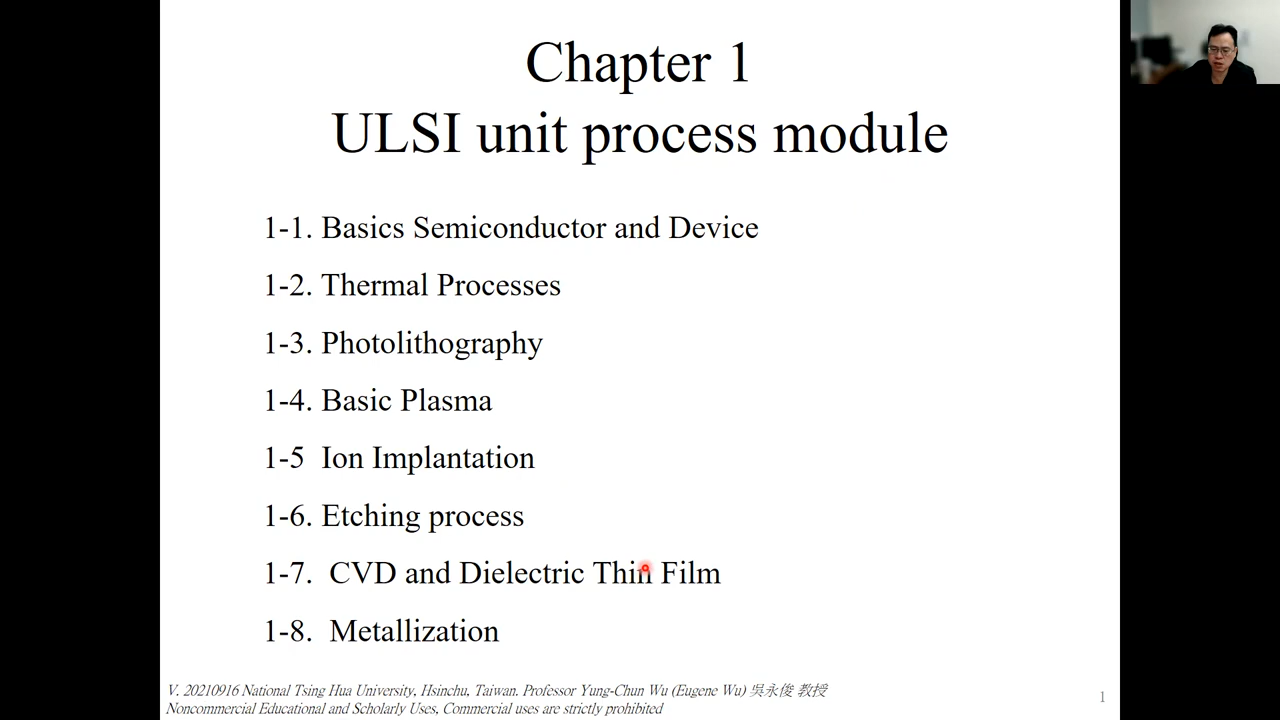 Chapter 1
ULSI unit process module
1-1. Basics Semiconductor and Device
1-2. Thermal Processes
1-3. Photolithography
1-4. Basic Plasma
1-5 Ion Implantation
1-6. Etching process
1-7. CVD and Dielectric Thin Film
1-8. Metallization
V. 20210916 National Tsing Hua University, Hsinchu, Taiwan. Professor Yung-Chun Wu (Eugene Wu) 吳永俊 教授
Noncommercial Educational and Scholarly Uses, Commercial uses are strictly prohibited
1